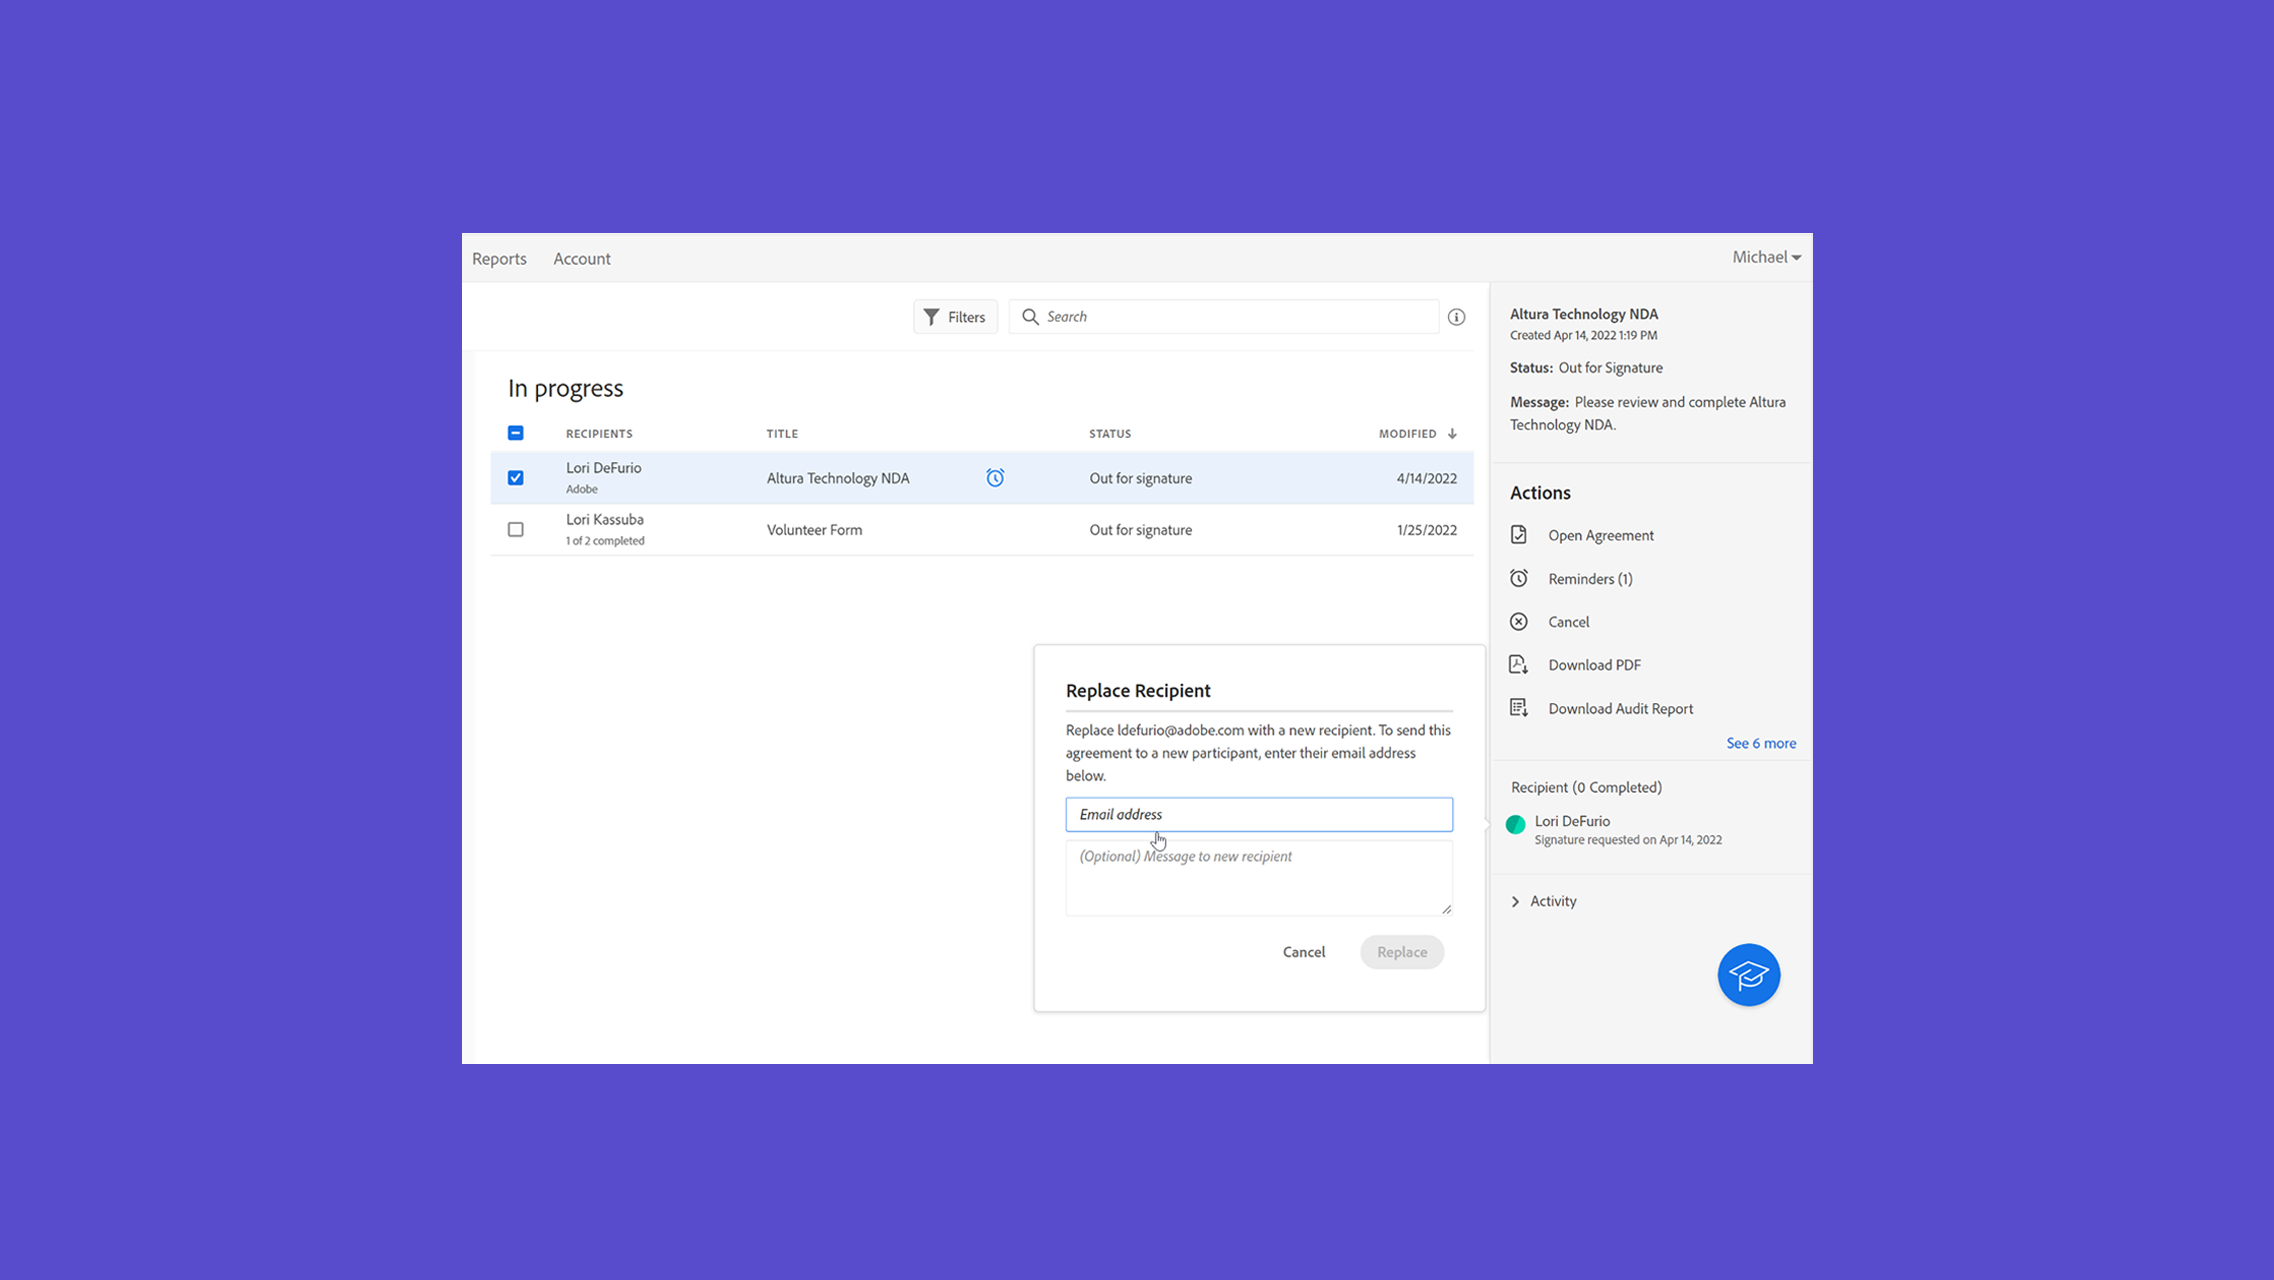 Reports Account Michael
Filters Search
In progress
RECIPIENTS TITLE STATUS MODIFIED
Lori DeFurio
Adobe
Altura Technology NDA Out for signature 4/14/2022
Lori Kassuba
1 of 2 completed
Volunteer Form Out for signature 1/25/2022
Replace Recipient
Replace ldefurio@adobe.com with a new recipient. To send this
agreement to a new participant, enter their email address
below.
Email address
(Optional) Message to new recipient
Cancel Replace
Altura Technology NDA
Created Apr 14, 2022 1:19 PM
Status: Out for Signature
Message: Please review and complete Altura
Technology NDA.
Actions
Open Agreement
Reminders (1)
Cancel
Download PDF
Download Audit Report
See 6 more
Recipient (0 Completed)
Lori DeFurio
Signature requested on Apr 14, 2022
Activity